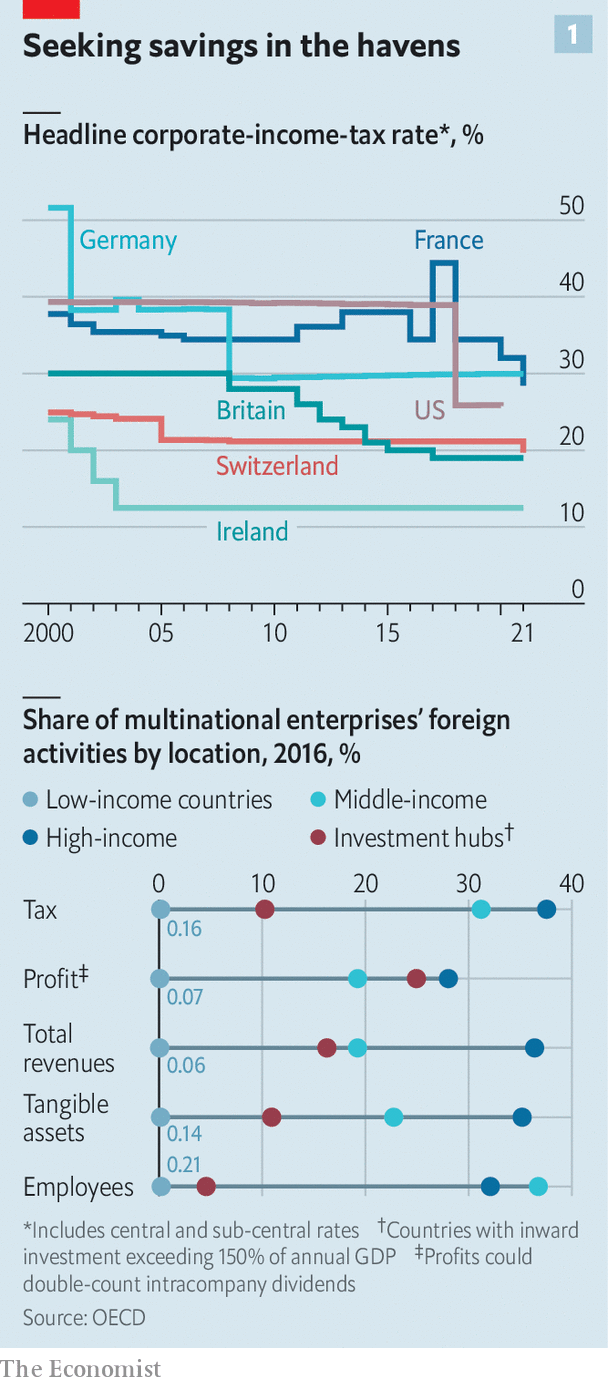 1
Seeking savings in the havens
Headline corporate-income-tax rate*, %
50
Germany
France
40
30
Britain
US
20
Switzerland
10
Ireland
0
2000 05 10 15 21
Share of multinational enterprises’ foreign
activities by location, 2016, %
Low-income countries Middle-income
High-income Investment hubs†
0 10 20 30 40
Tax
0.16
Profit‡
0.07
Total
revenues
0.06
Tangible
assets
0.14
0.21
Employees
*Includes central and sub-central rates †Countries with inward
investment exceeding 150% of annual GDP ‡Profits could
double-count intracompany dividends
Source: OECD
The Economist